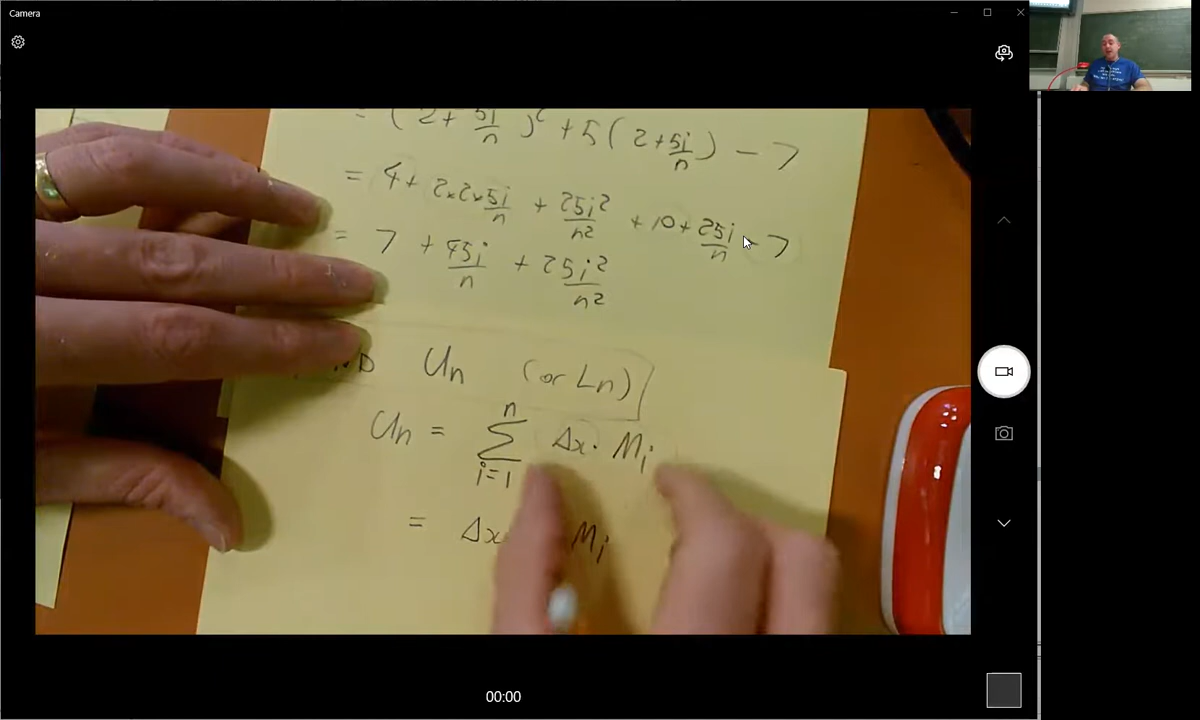 Camera
= (2+ 5i/n)² + 5(2+5i/n) - 7
= 4+ 2×2×5i/n + 25i²/n² + 10 + 25i/n - 7
= 7 + 45i/n + 25i²/n²
Un (or Ln)
Un = n∑i=1 Δx· Mi
= Δx Mi
00:00